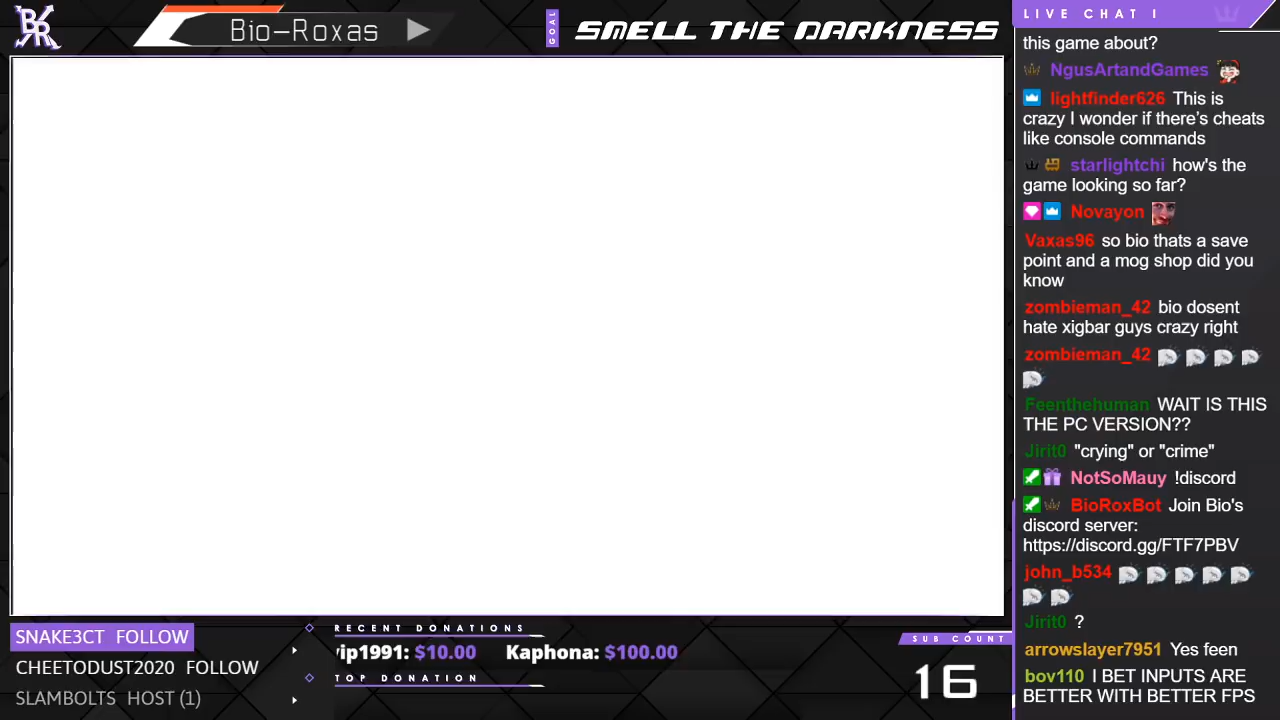 BR
Bio-Roxas
GOAL
SMELL THE DARKNESS
LIVE CHAT
this game about?
NgusArtandGames
lightfinder626 This is
crazy I wonder if there's cheats
like console commands
starlightchi how's the
game looking so far?
Novayon
Vaxas96 so bio thats a save
point and a mog shop did you
know
zombieman_42 bio dosent
hate xigbar guys crazy right
zombieman_42
Feenthehuman WAIT IS THIS
THE PC VERSION??
Jirit0 "crying" or "crime"
NotSoMauy !discord
BioRoxBot Join Bio's
discord server:
https://discord.gg/FTF7PBV
john_b534
Jirit0 ?
arrowslayer7951 Yes feen
bov110 I BET INPUTS ARE
BETTER WITH BETTER FPS
SNAKE3CT FOLLOW
CHEETODUST2020 FOLLOW
SLAMBOLTS HOST (1)
RECENT DONATIONS
vip1991: $10.00 Kaphona: $100.00
TOP DONATION
SUB COUNT
16